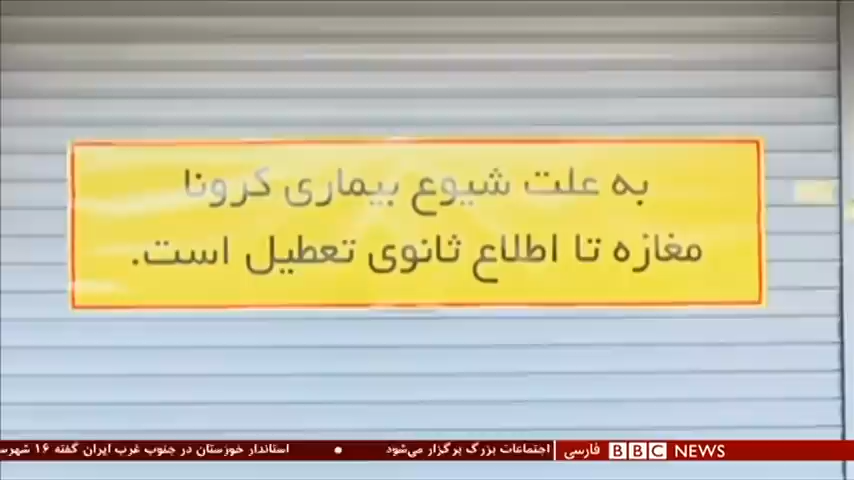 به علت شیوع بیماری کرونا
مغازه تا اطلاع ثانوی تعطیل است.
BBC NEWS فارسی
اجتماعات بزرگ برگزار می‌شود • استاندار خوزستان در جنوب غرب ایران گفته ۱۶